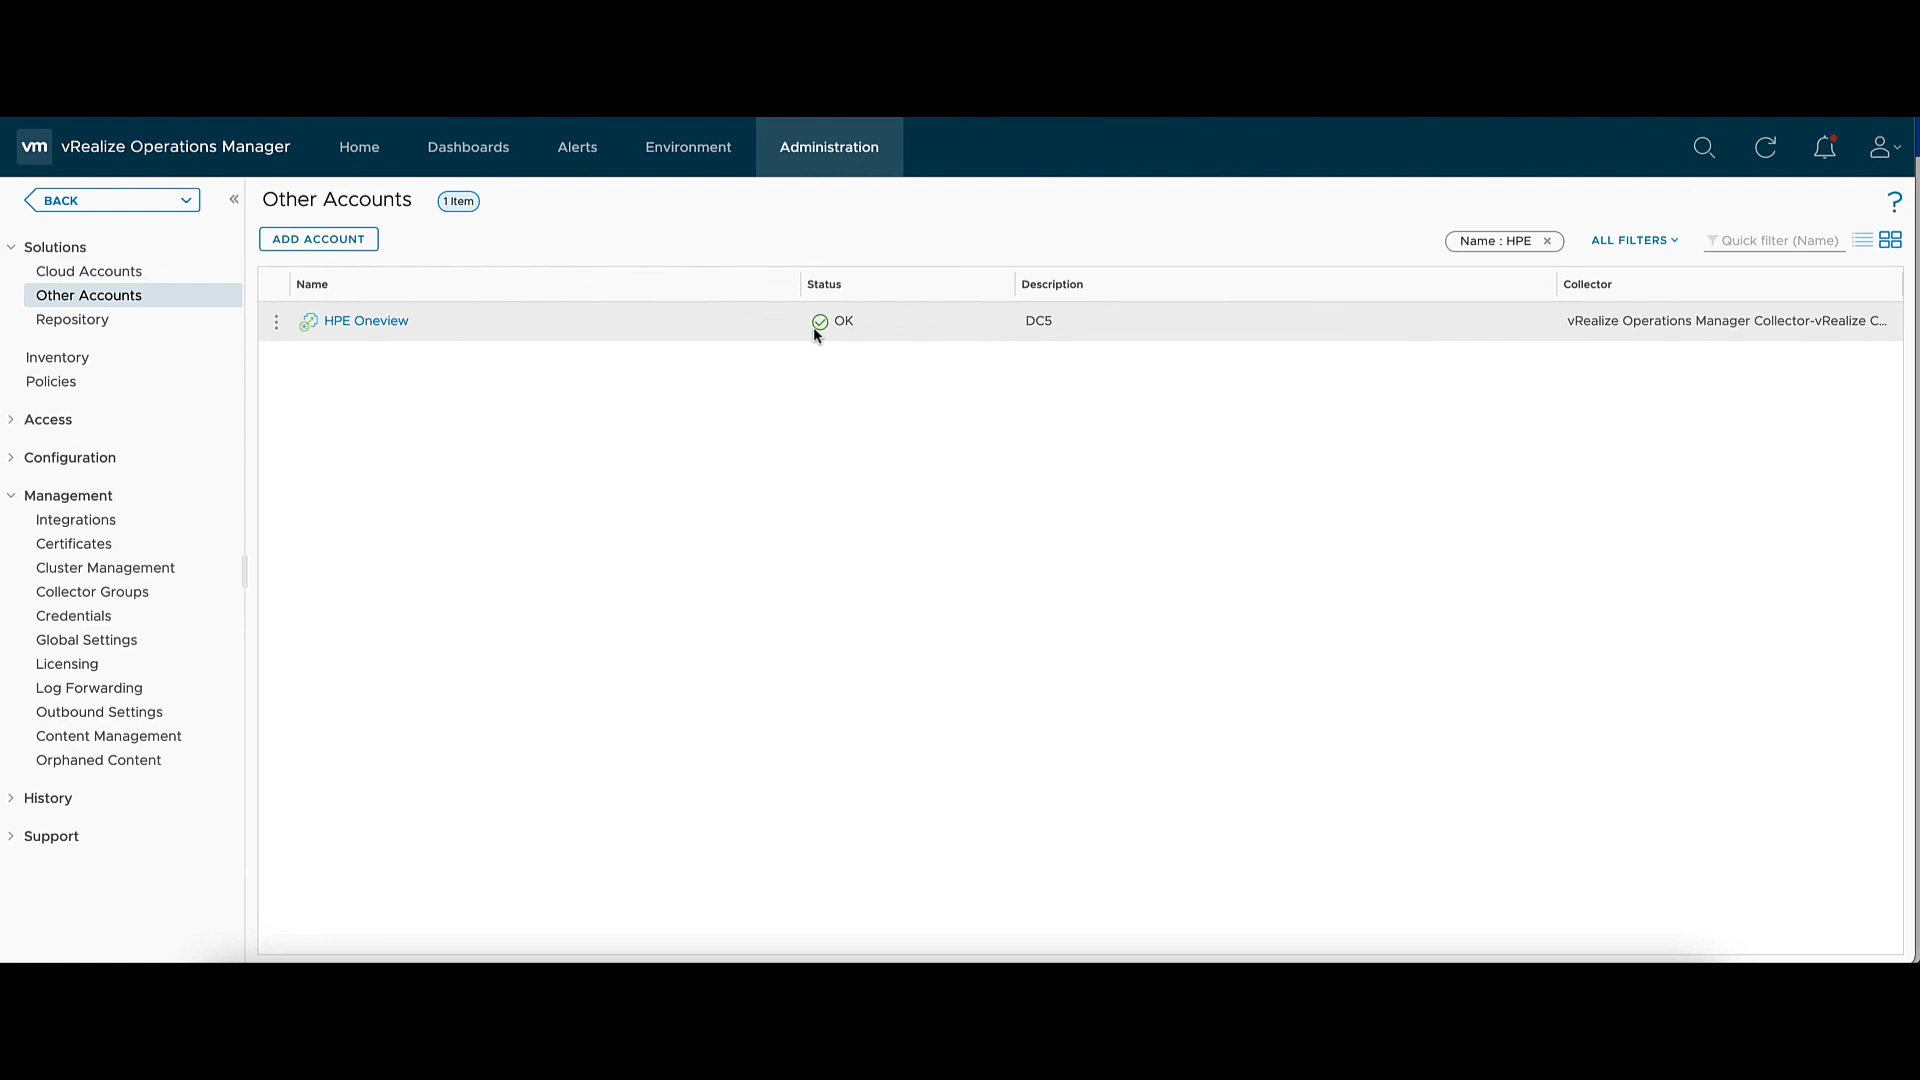 vm vRealize Operations Manager Home Dashboards Alerts Environment Administration
BACK
Solutions
Cloud Accounts
Other Accounts
Repository
Inventory
Policies
Access
Configuration
Management
Integrations
Certificates
Cluster Management
Collector Groups
Credentials
Global Settings
Licensing
Log Forwarding
Outbound Settings
Content Management
Orphaned Content
History
Support
Other Accounts 1 Item ?
ADD ACCOUNT Name : HPE × ALL FILTERS Quick filter (Name)
Name Status Description Collector
HPE Oneview OK DC5 vRealize Operations Manager Collector-vRealize C...